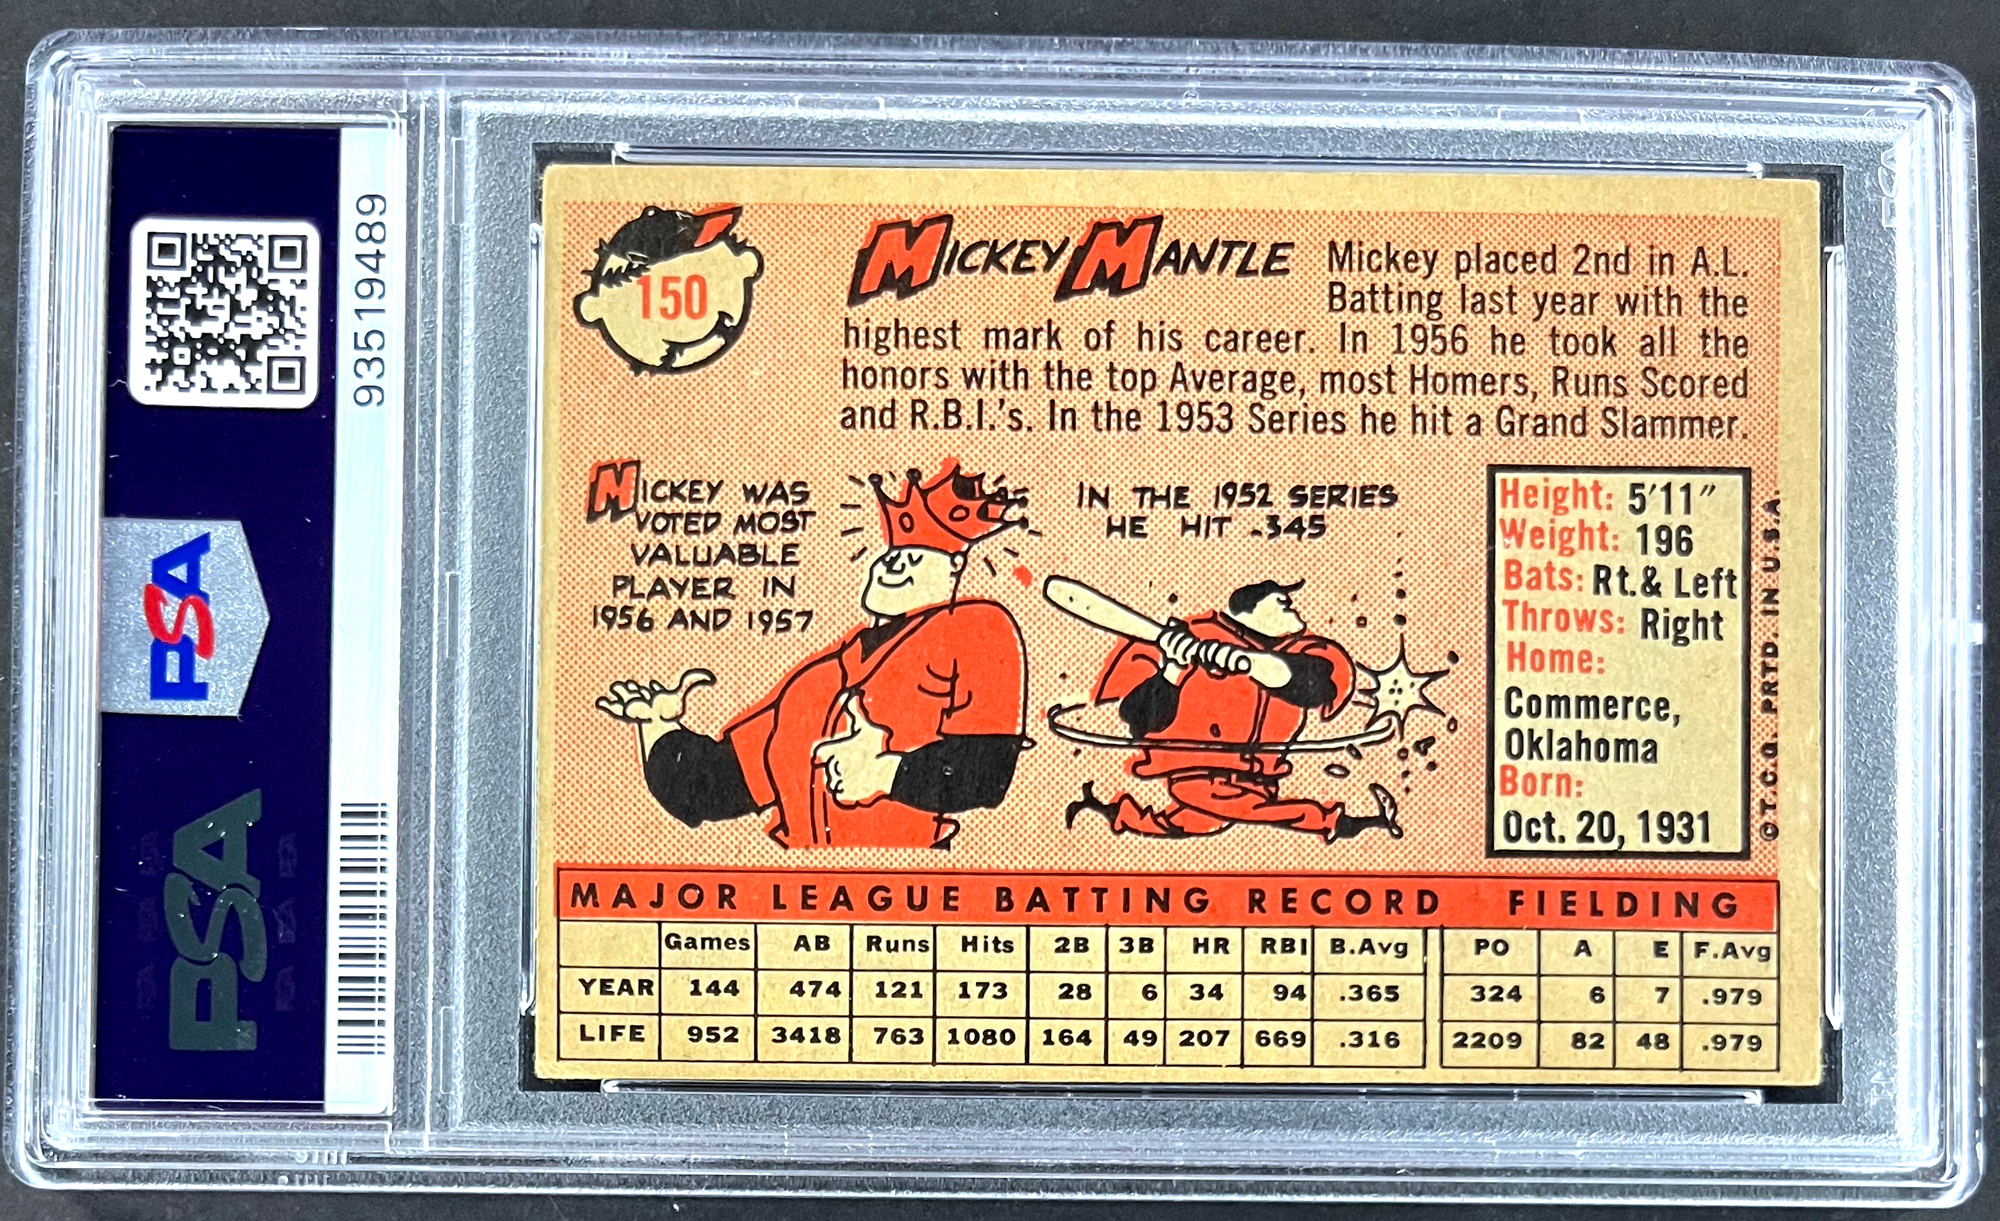 93519489
PSA
PSA
150
MICKEY MANTLE
Mickey placed 2nd in A.L.
Batting last year with the
highest mark of his career. In 1956 he took all the
honors with the top Average, most Homers, Runs Scored
and R.B.I.'s. In the 1953 Series he hit a Grand Slammer.
MICKEY WAS
VOTED MOST
VALUABLE
PLAYER IN
1956 AND 1957
IN THE 1952 SERIES
HE HIT .345
Height: 5'11"
Weight: 196
Bats: Rt.& Left
Throws: Right
Home:
Commerce,
Oklahoma
Born:
Oct. 20, 1931
©T.C.G. PRTD. IN U.S.A.
MAJOR LEAGUE BATTING RECORD FIELDING
Games AB Runs Hits 2B 3B HR RBI B.Avg PO A E F.Avg
YEAR 144 474 121 173 28 6 34 94 .365 324 6 7 .979
LIFE 952 3418 763 1080 164 49 207 669 .316 2209 82 48 .979